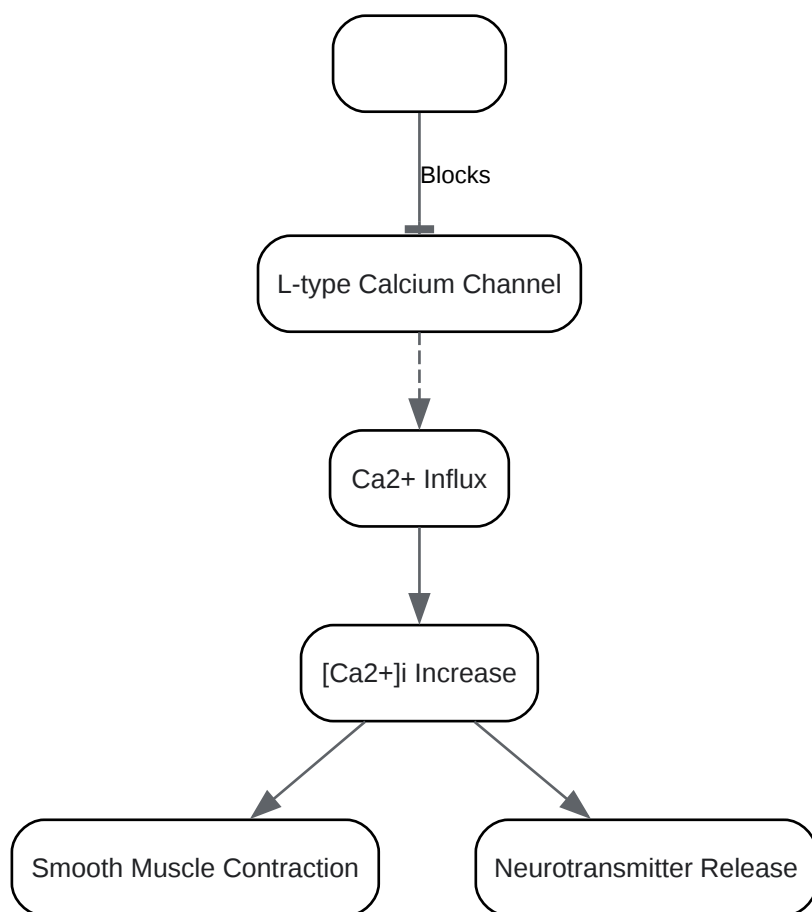 Blocks
L-type Calcium Channel
Ca2+ Influx
[Ca2+]i Increase
Smooth Muscle Contraction
Neurotransmitter Release